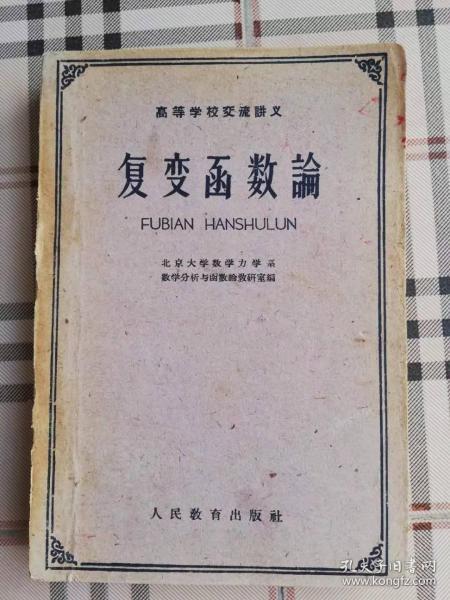 高等学校交流讲义
复变函数論
FUBIAN HANSHULUN
北京大学数学力学系
数学分析与函数論教研室編
人民教育出版社
孔夫子旧书网
www.kongfz.com